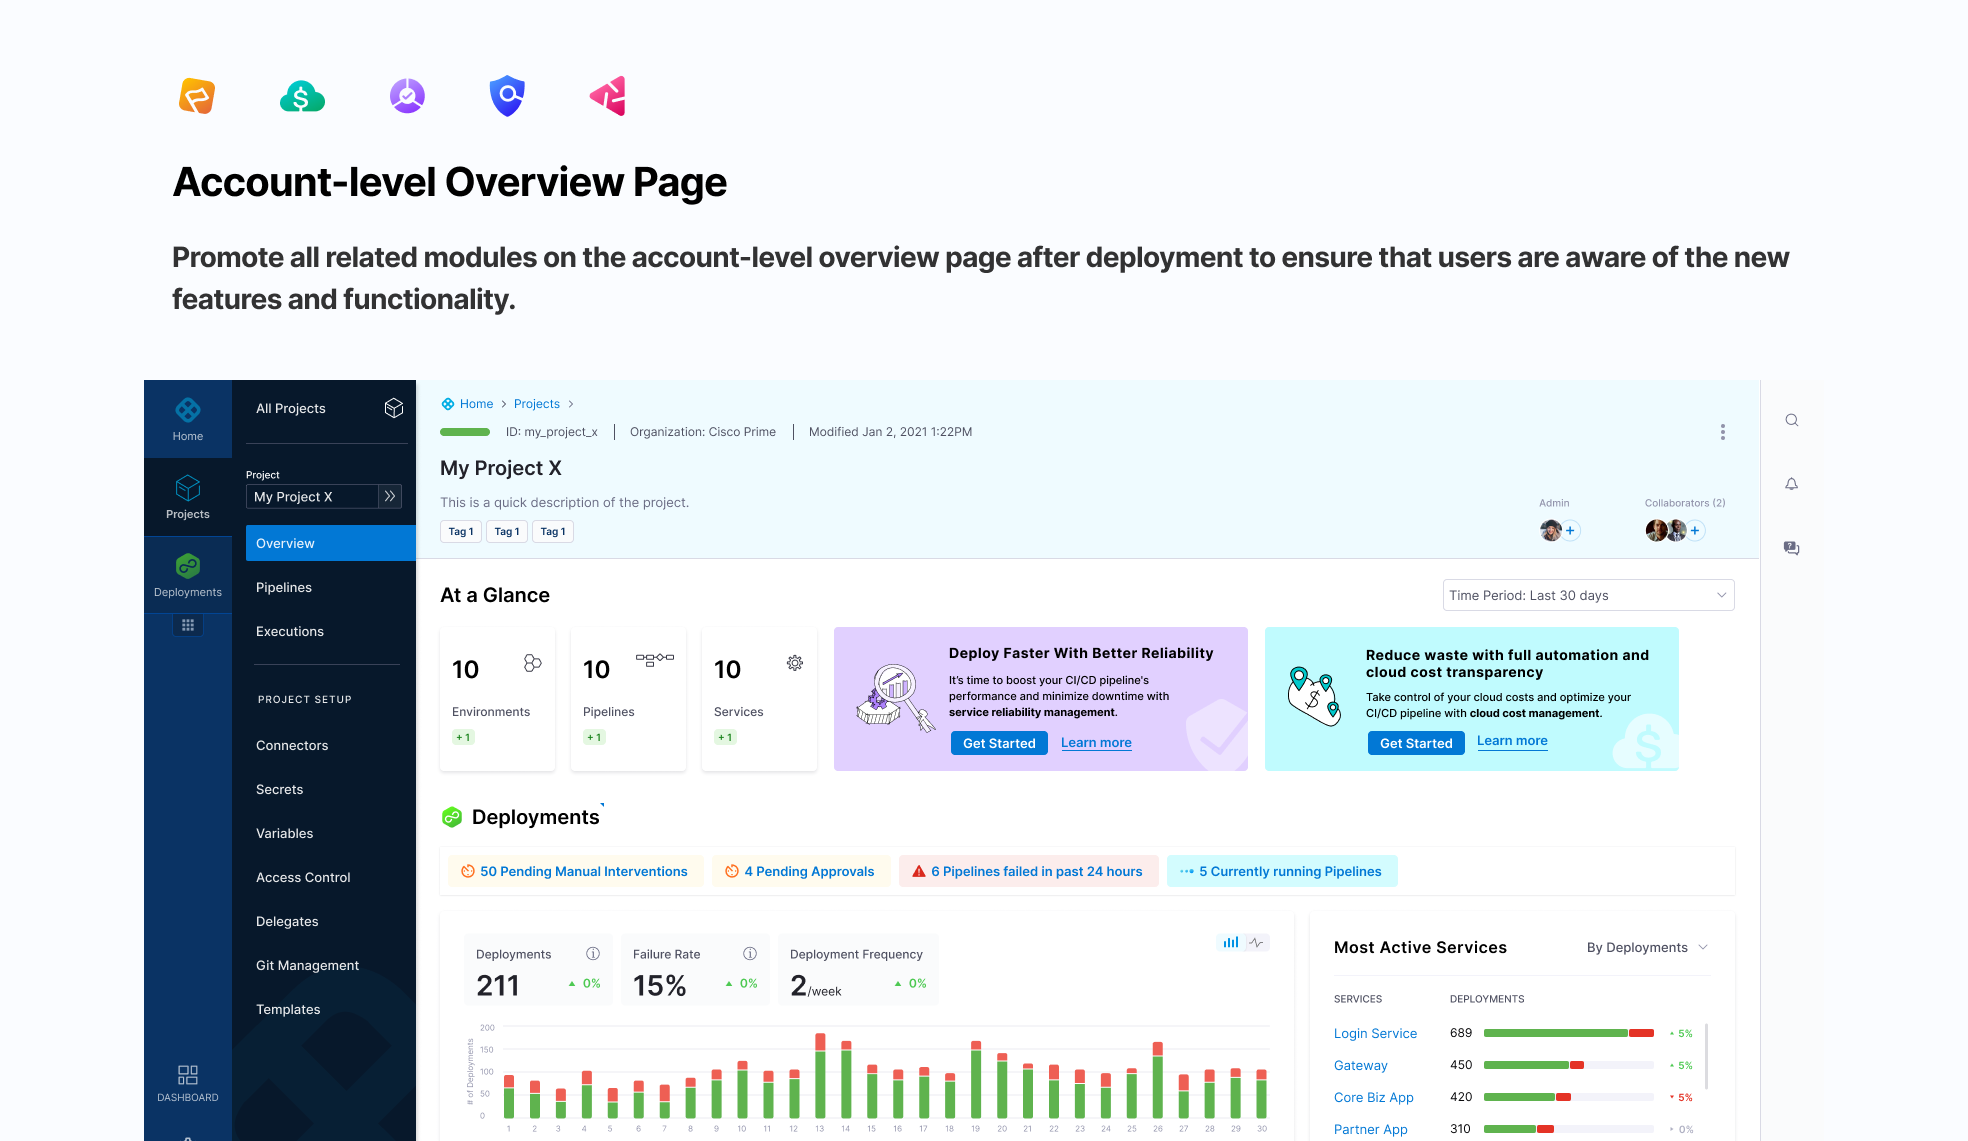 Account-level Overview Page
Promote all related modules on the account-level overview page after deployment to ensure that users are aware of the new
features and functionality.
Home
Projects
Deployments
DASHBOARD
All Projects
Project
My Project X
Overview
Pipelines
Executions
PROJECT SETUP
Connectors
Secrets
Variables
Access Control
Delegates
Git Management
Templates
Home > Projects >
ID: my_project_x | Organization: Cisco Prime | Modified Jan 2, 2021 1:22PM
My Project X
This is a quick description of the project.
Tag 1 Tag 1 Tag 1
Admin
Collaborators (2)
At a Glance
Time Period: Last 30 days
10
Environments
+ 1
10
Pipelines
+ 1
10
Services
+ 1
Deploy Faster With Better Reliability
It's time to boost your CI/CD pipeline's
performance and minimize downtime with
service reliability management.
Get Started Learn more
Reduce waste with full automation and
cloud cost transparency
Take control of your cloud costs and optimize your
CI/CD pipeline with cloud cost management.
Get Started Learn more
Deployments
50 Pending Manual Interventions
4 Pending Approvals
6 Pipelines failed in past 24 hours
5 Currently running Pipelines
Deployments
211 0%
Failure Rate
15% 0%
Deployment Frequency
2/week 0%
# of Deployments
200
150
100
50
0
1 2 3 4 5 6 7 8 9 10 11 12 13 14 15 16 17 18 19 20 21 22 23 24 25 26 27 28 29 30
Most Active Services
By Deployments
SERVICES DEPLOYMENTS
Login Service 689 5%
Gateway 450 5%
Core Biz App 420 5%
Partner App 310 0%